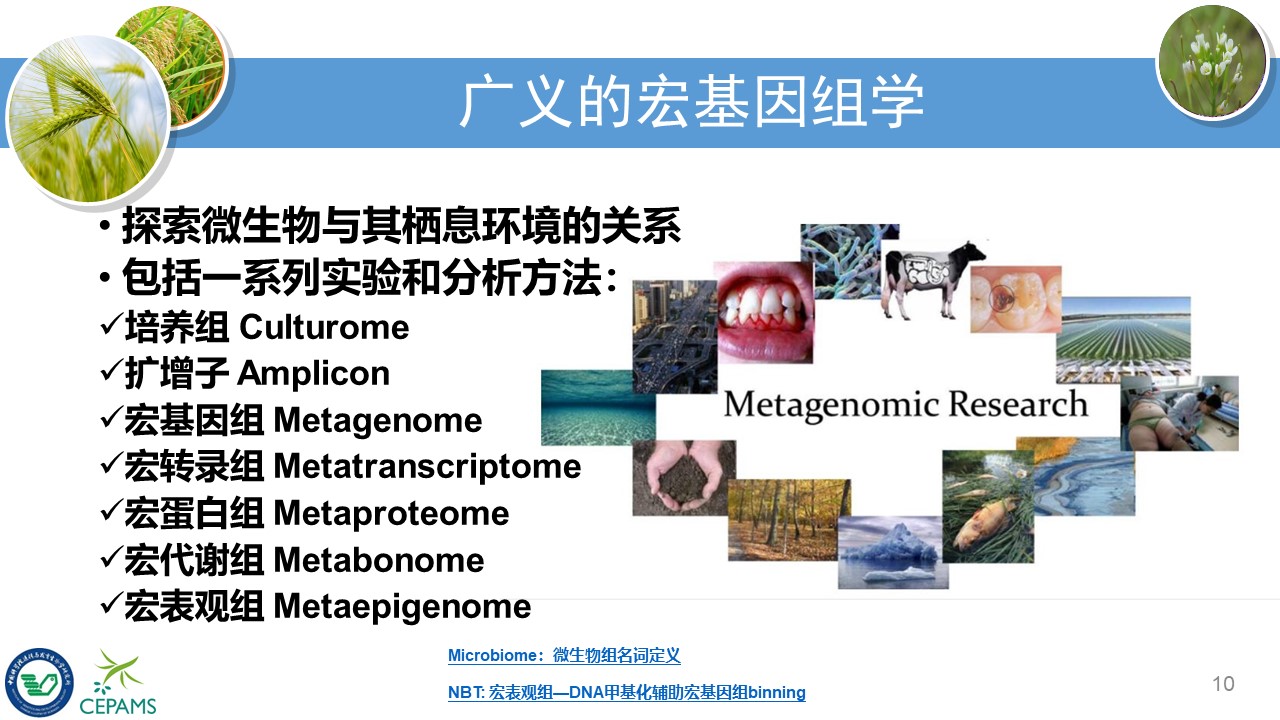 广义的宏基因组学
• 探索微生物与其栖息环境的关系
• 包括一系列实验和分析方法：
✓培养组 Culturome
✓扩增子 Amplicon
✓宏基因组 Metagenome
✓宏转录组 Metatranscriptome
✓宏蛋白组 Metaproteome
✓宏代谢组 Metabonome
✓宏表观组 Metaepigenome
Metagenomic Research
Microbiome：微生物组名词定义
NBT: 宏表观组—DNA甲基化辅助宏基因组binning
CEPAMS
10